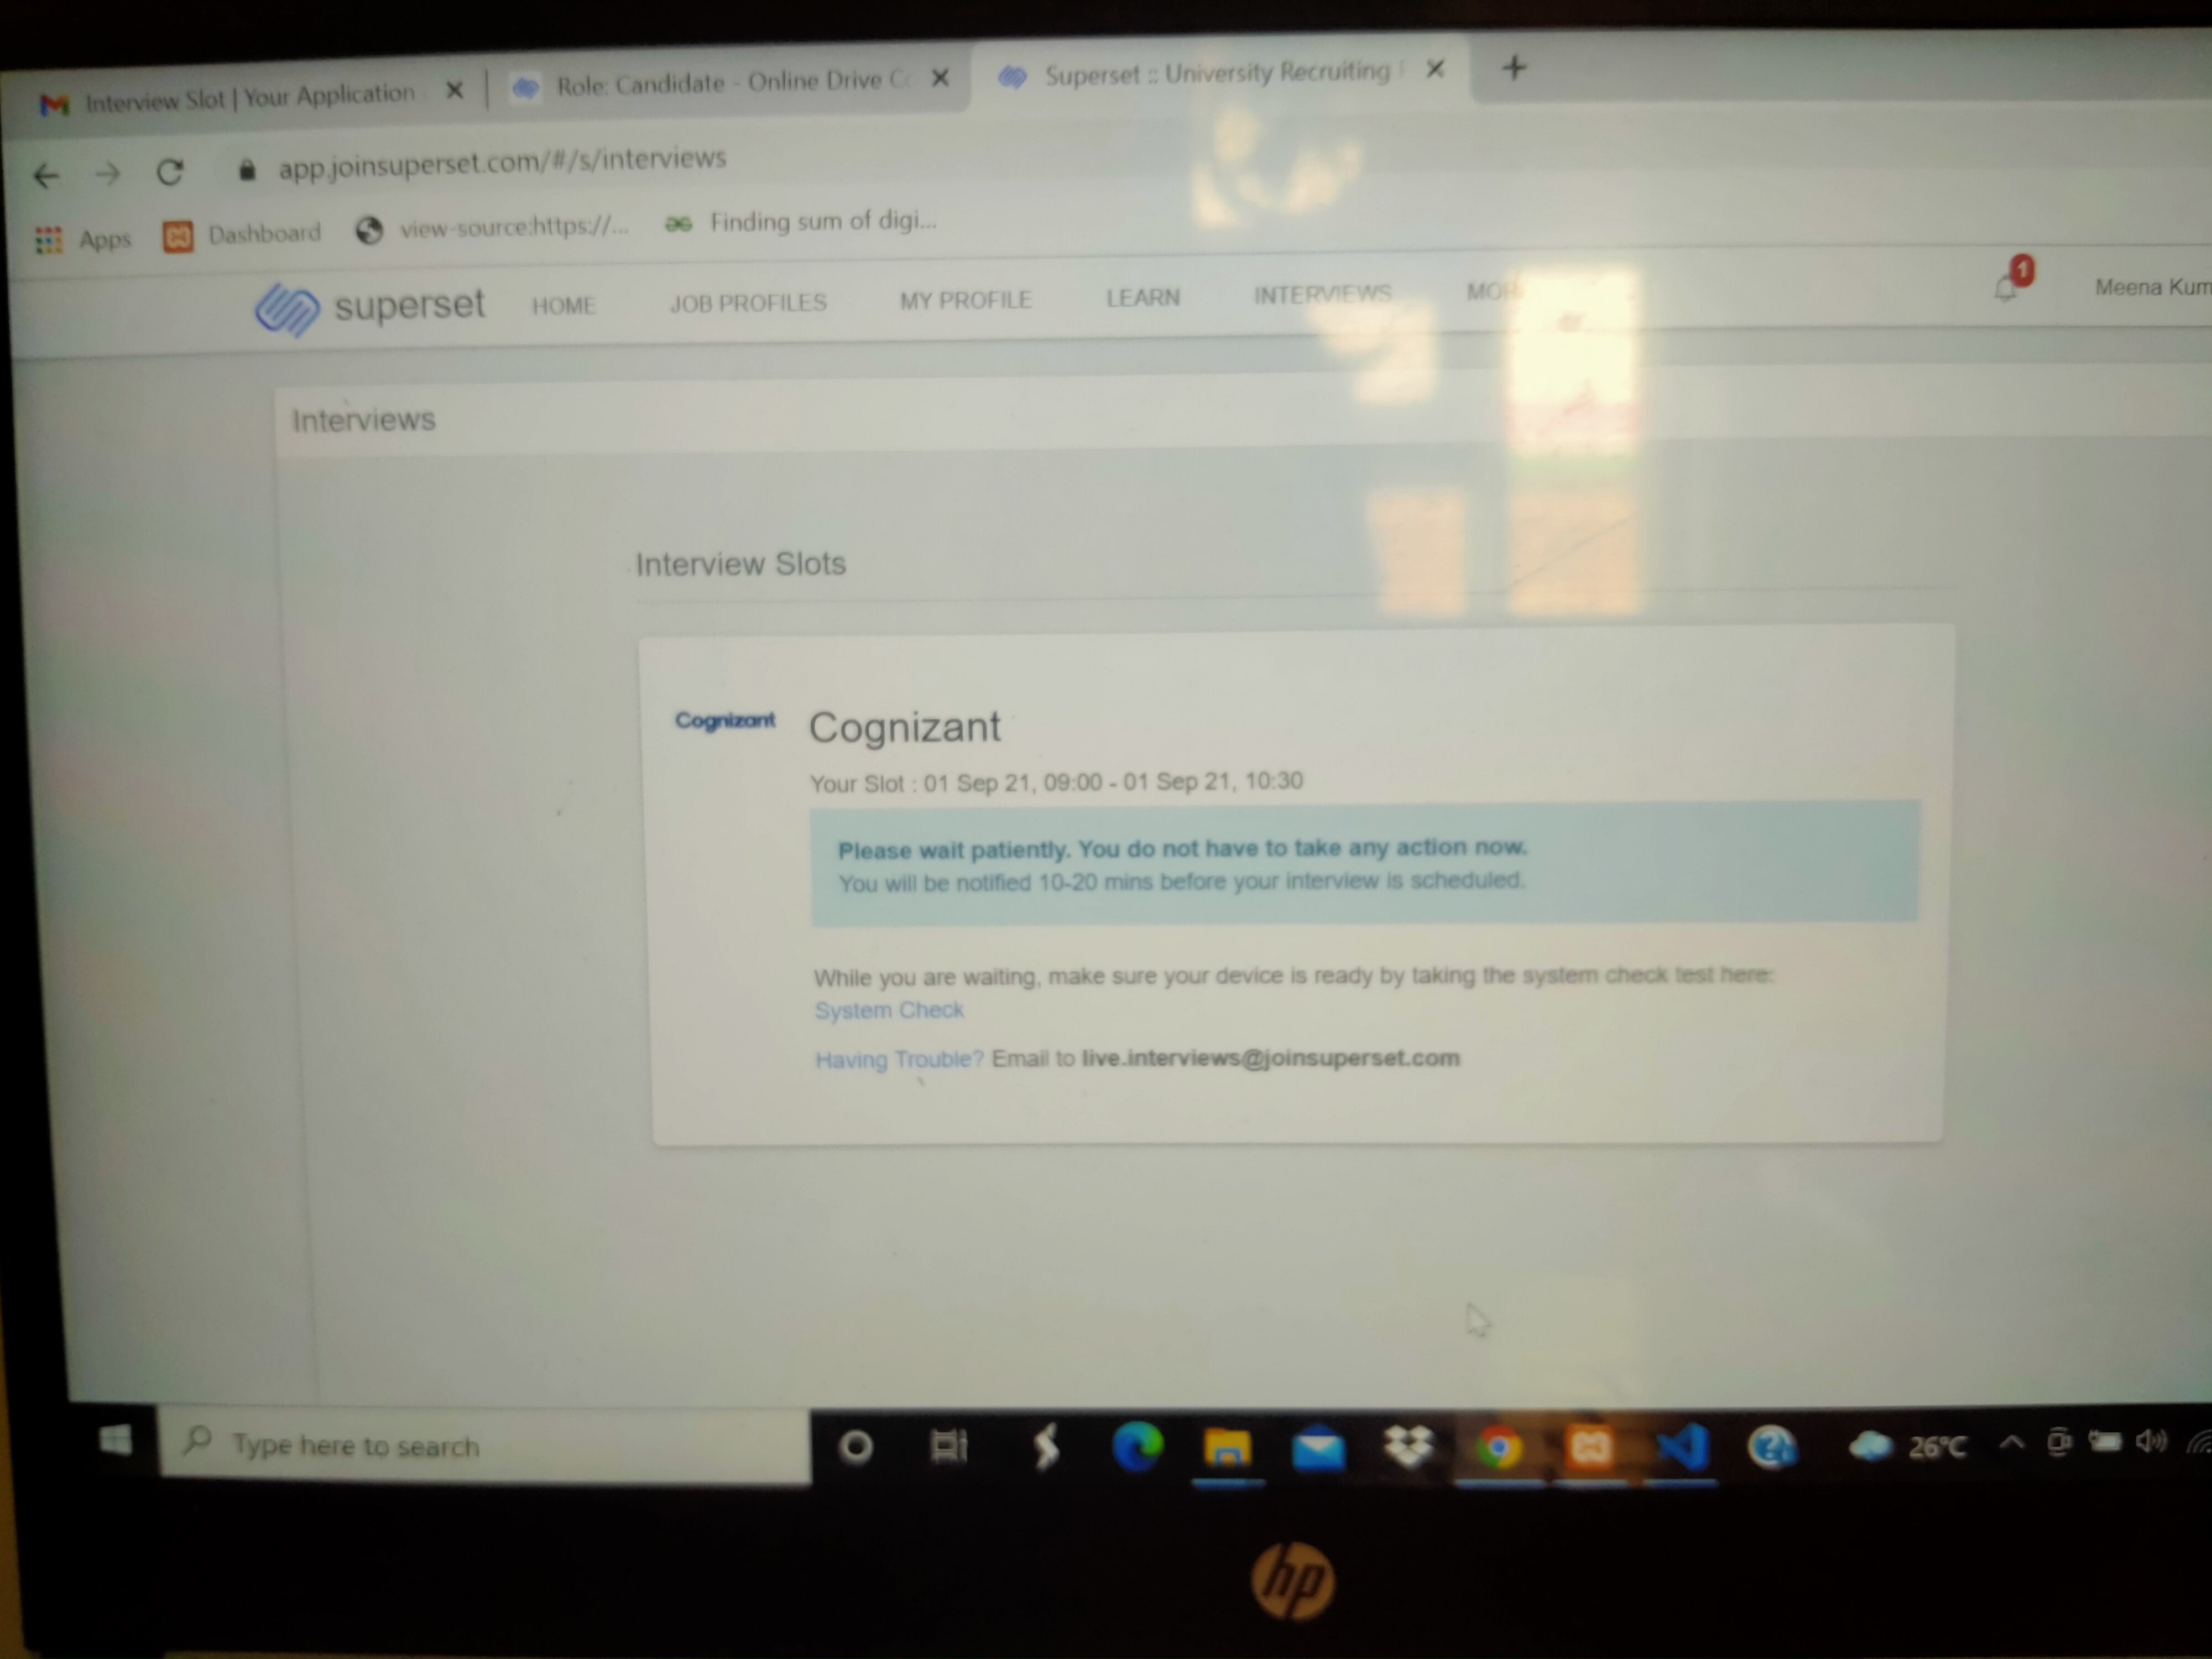 Interview Slot | Your Application
Role: Candidate - Online Drive
Superset :: University Recruiting
app.joinsuperset.com/#/s/interviews
Apps
Dashboard
view-source:https://...
Finding sum of digi...
superset
HOME
JOB PROFILES
MY PROFILE
LEARN
INTERVIEWS
1
Meena Kum
Interviews
Interview Slots
Cognizant
Cognizant
Your Slot : 01 Sep 21, 09:00 - 01 Sep 21, 10:30
Please wait patiently. You do not have to take any action now.
You will be notified 10-20 mins before your interview is scheduled.
While you are waiting, make sure your device is ready by taking the system check test here:
System Check
Having Trouble? Email to live.interviews@joinsuperset.com
Type here to search
26°C
hp